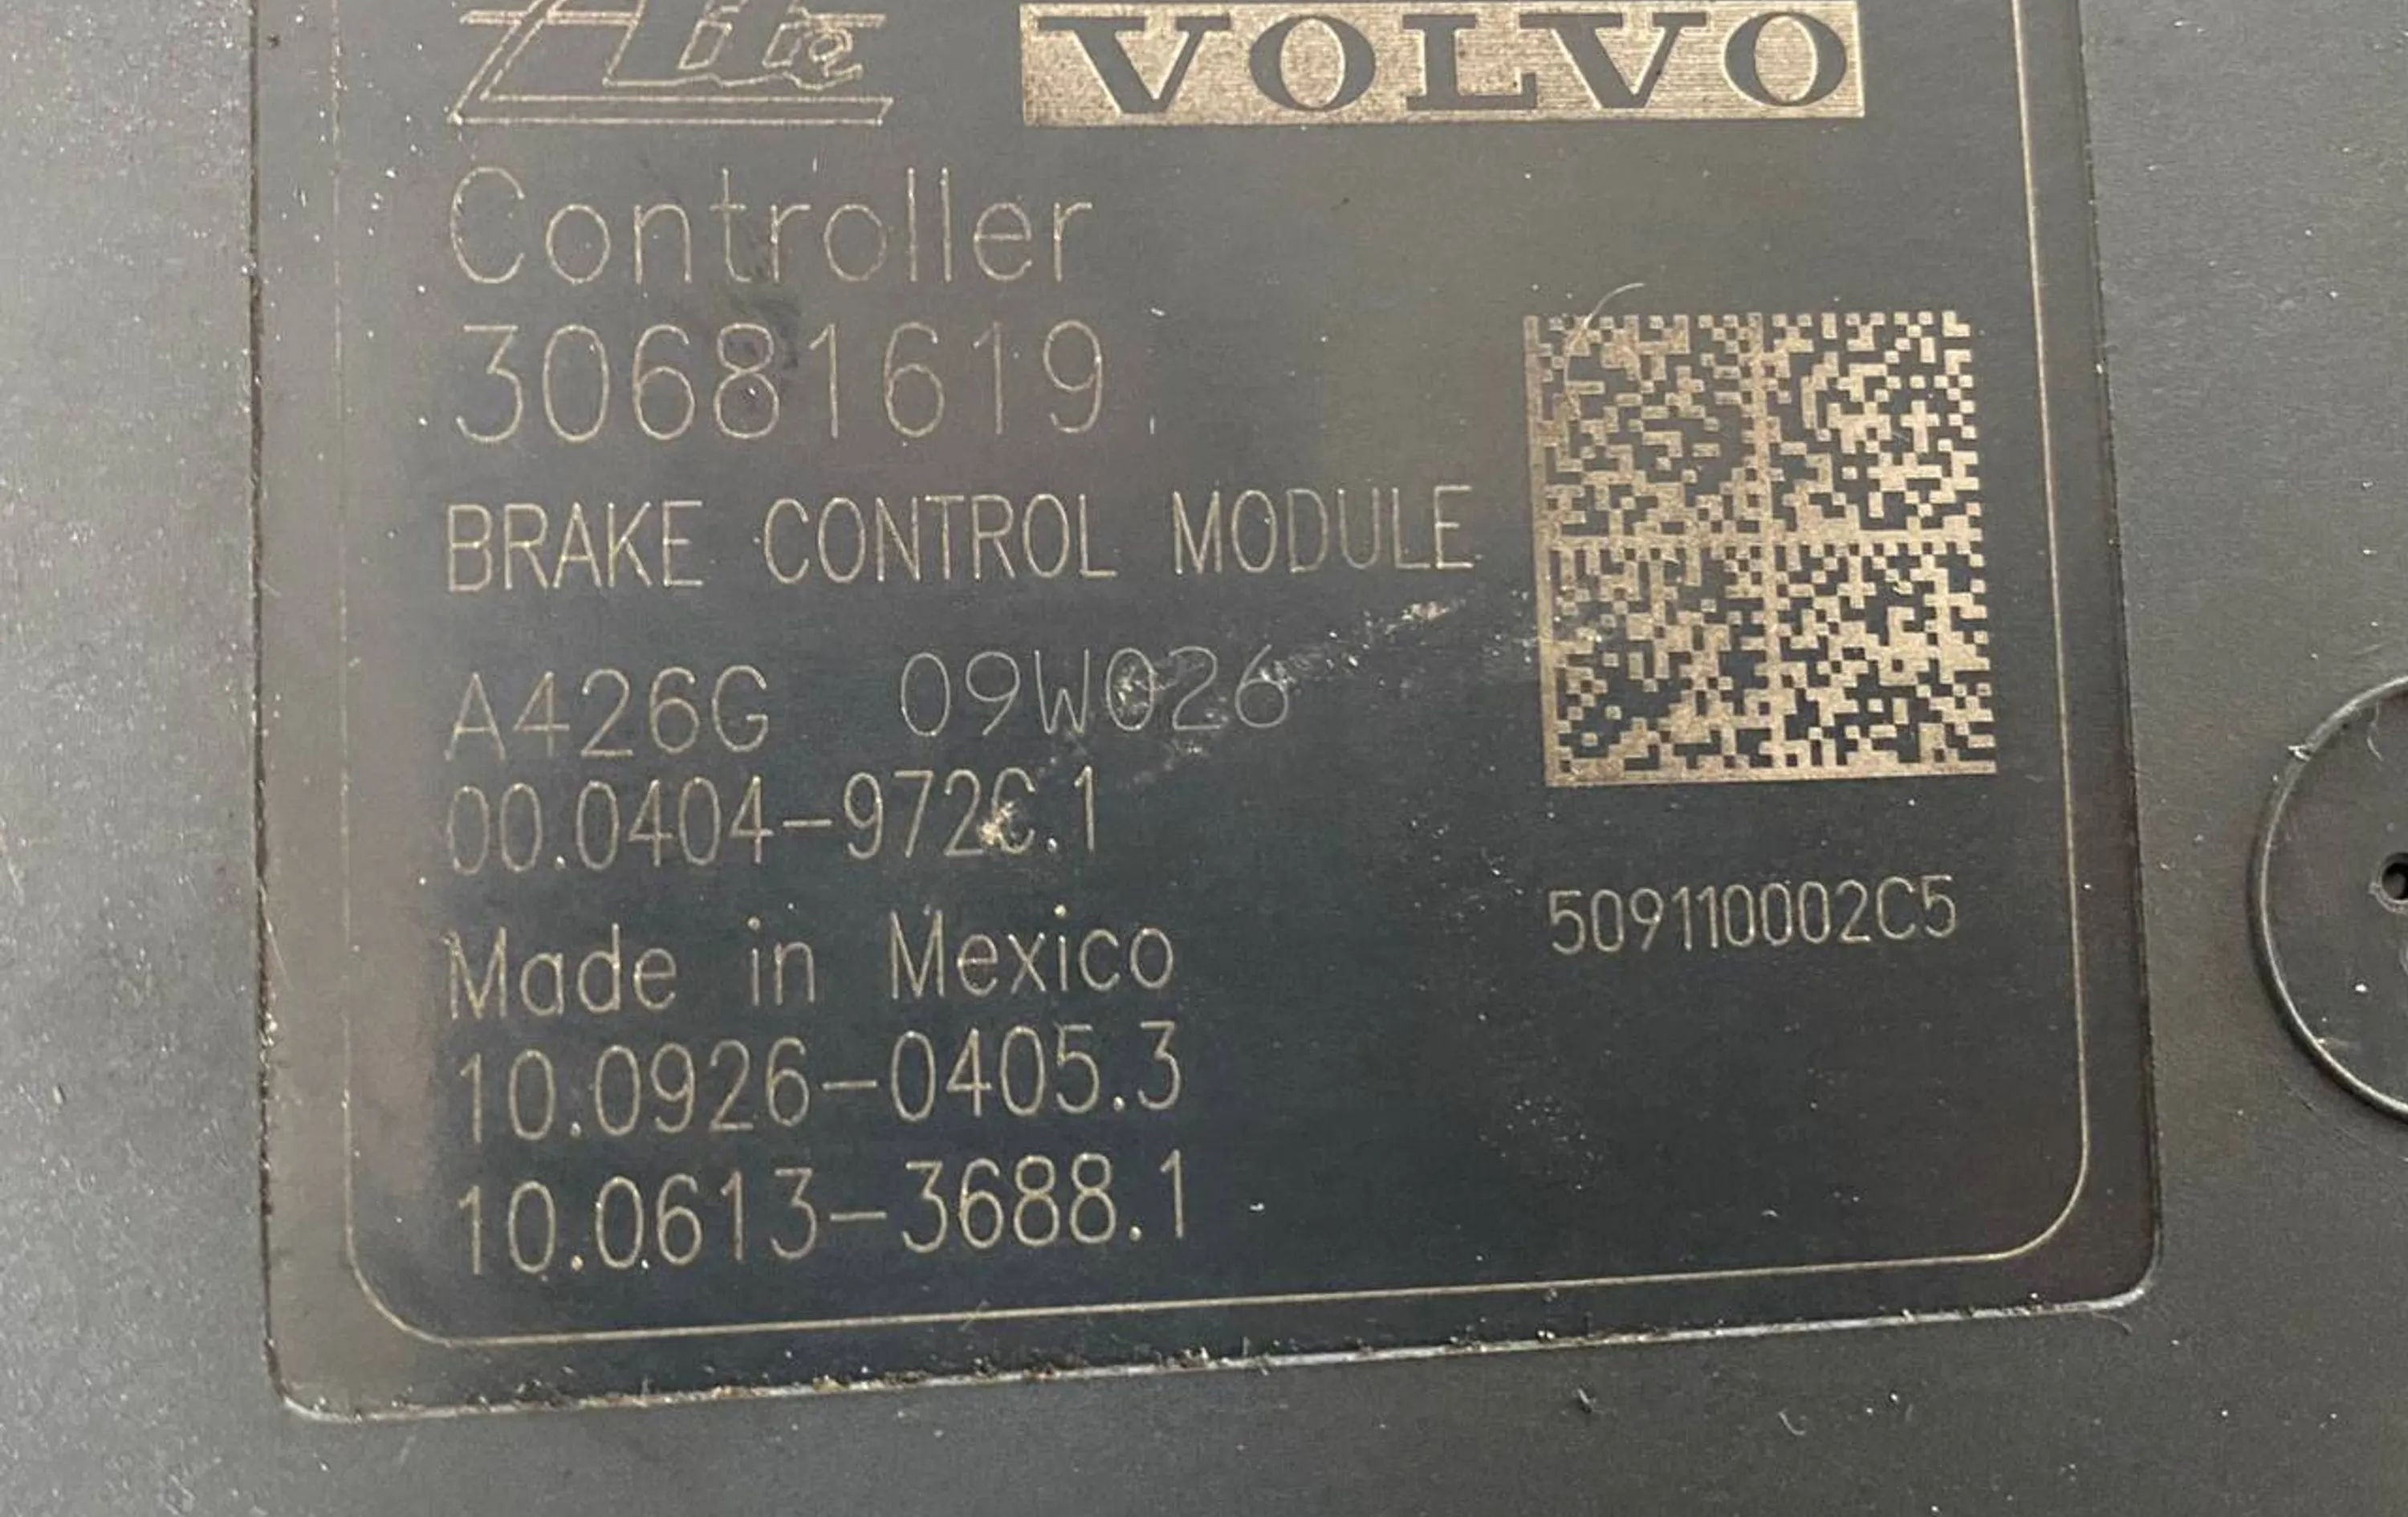 Ate VOLVO
Controller
30681619
BRAKE CONTROL MODULE
A426G 09W026
00.0404-972C.1
Made in Mexico
10.0926-0405.3
10.0613-3688.1
509110002C5